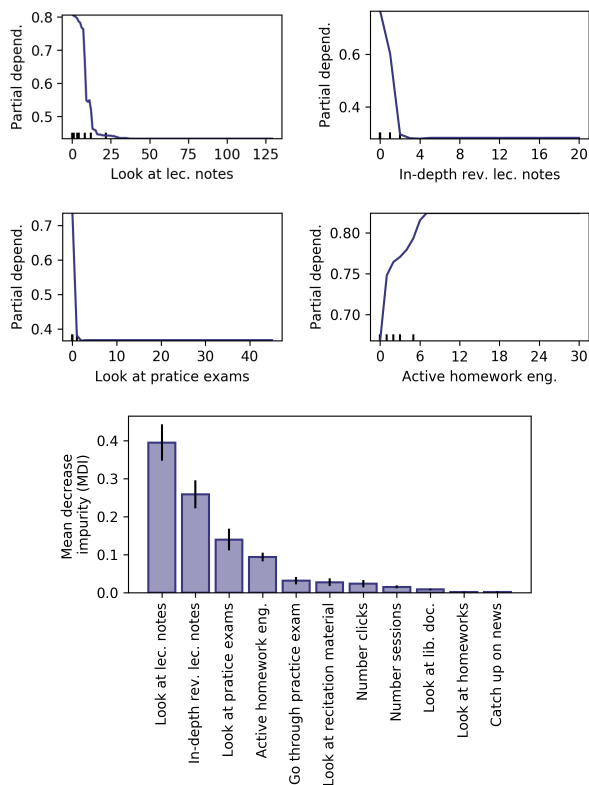 Partial depend.
0.8
0.7
0.6
0.5
0 25 50 75 100 125
Look at lec. notes
Partial depend.
0.6
0.4
0 4 8 12 16 20
In-depth rev. lec. notes
Partial depend.
0.7
0.6
0.5
0.4
0 10 20 30 40
Look at pratice exams
Partial depend.
0.80
0.75
0.70
0 6 12 18 24 30
Active homework eng.
Mean decrease
impurity (MDI)
0.4
0.3
0.2
0.1
0.0
Look at lec. notes
In-depth rev. lec. notes
Look at pratice exams
Active homework eng.
Go through practice exam
Look at recitation material
Number clicks
Number sessions
Look at lib. doc.
Look at homeworks
Catch up on news